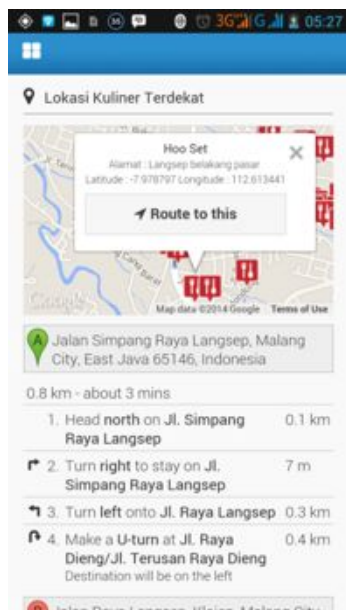 36
3G
G
05:27
Lokasi Kuliner Terdekat
Hoo Set
Alamat : Langsep belakang pasar
Latitude : -7.978797 Longitude : 112.613441
Route to this
Google
Map data ©2014 Google Terms of Use
A
Jalan Simpang Raya Langsep, Malang
City, East Java 65146, Indonesia
0.8 km - about 3 mins
1. Head north on Jl. Simpang 0.1 km
Raya Langsep
2. Turn right to stay on Jl. 7 m
Simpang Raya Langsep
3. Turn left onto Jl. Raya Langsep 0.3 km
4. Make a U-turn at Jl. Raya 0.4 km
Dieng/Jl. Terusan Raya Dieng
Destination will be on the left